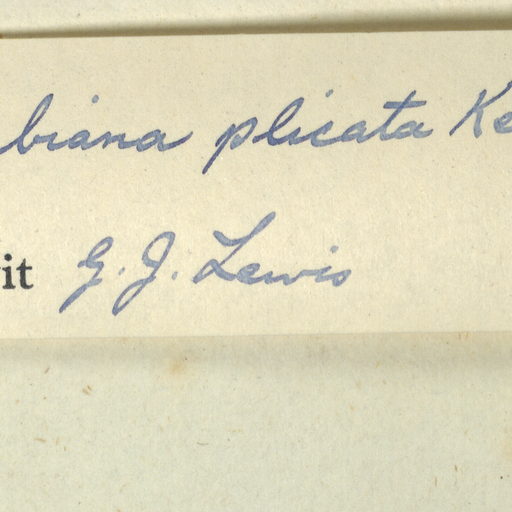 biana plicata Ke
it G. J. Lewis